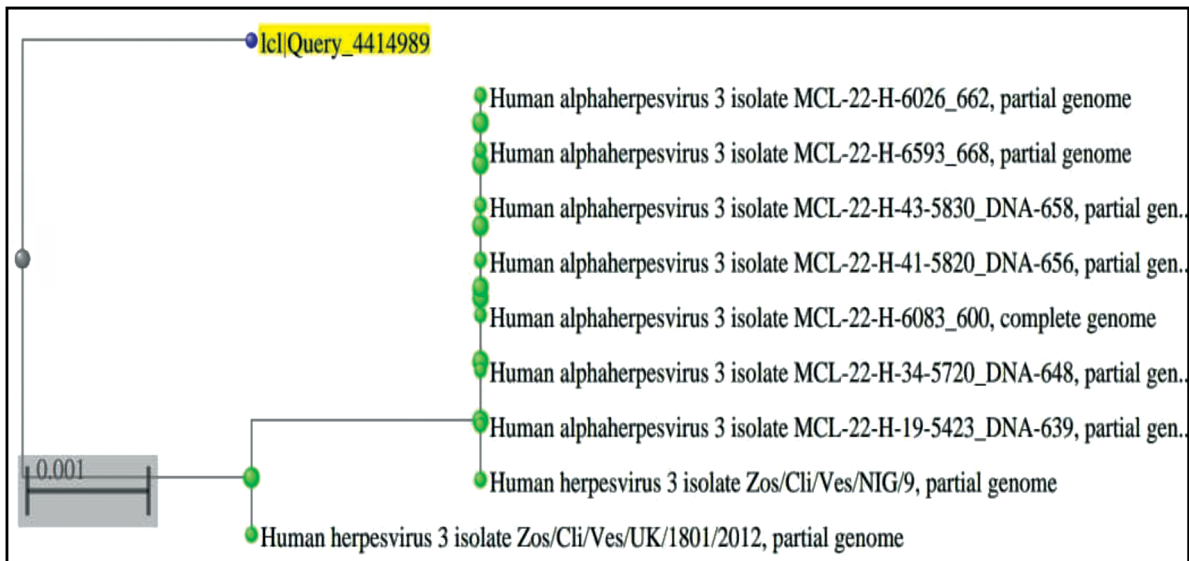 lcl|Query_4414989
Human alphaherpesvirus 3 isolate MCL-22-H-6026_662, partial genome
Human alphaherpesvirus 3 isolate MCL-22-H-6593_668, partial genome
Human alphaherpesvirus 3 isolate MCL-22-H-43-5830_DNA-658, partial gen..
Human alphaherpesvirus 3 isolate MCL-22-H-41-5820_DNA-656, partial gen..
Human alphaherpesvirus 3 isolate MCL-22-H-6083_600, complete genome
Human alphaherpesvirus 3 isolate MCL-22-H-34-5720_DNA-648, partial gen..
Human alphaherpesvirus 3 isolate MCL-22-H-19-5423_DNA-639, partial gen..
0.001
Human herpesvirus 3 isolate Zos/Cli/Ves/NIG/9, partial genome
Human herpesvirus 3 isolate Zos/Cli/Ves/UK/1801/2012, partial genome